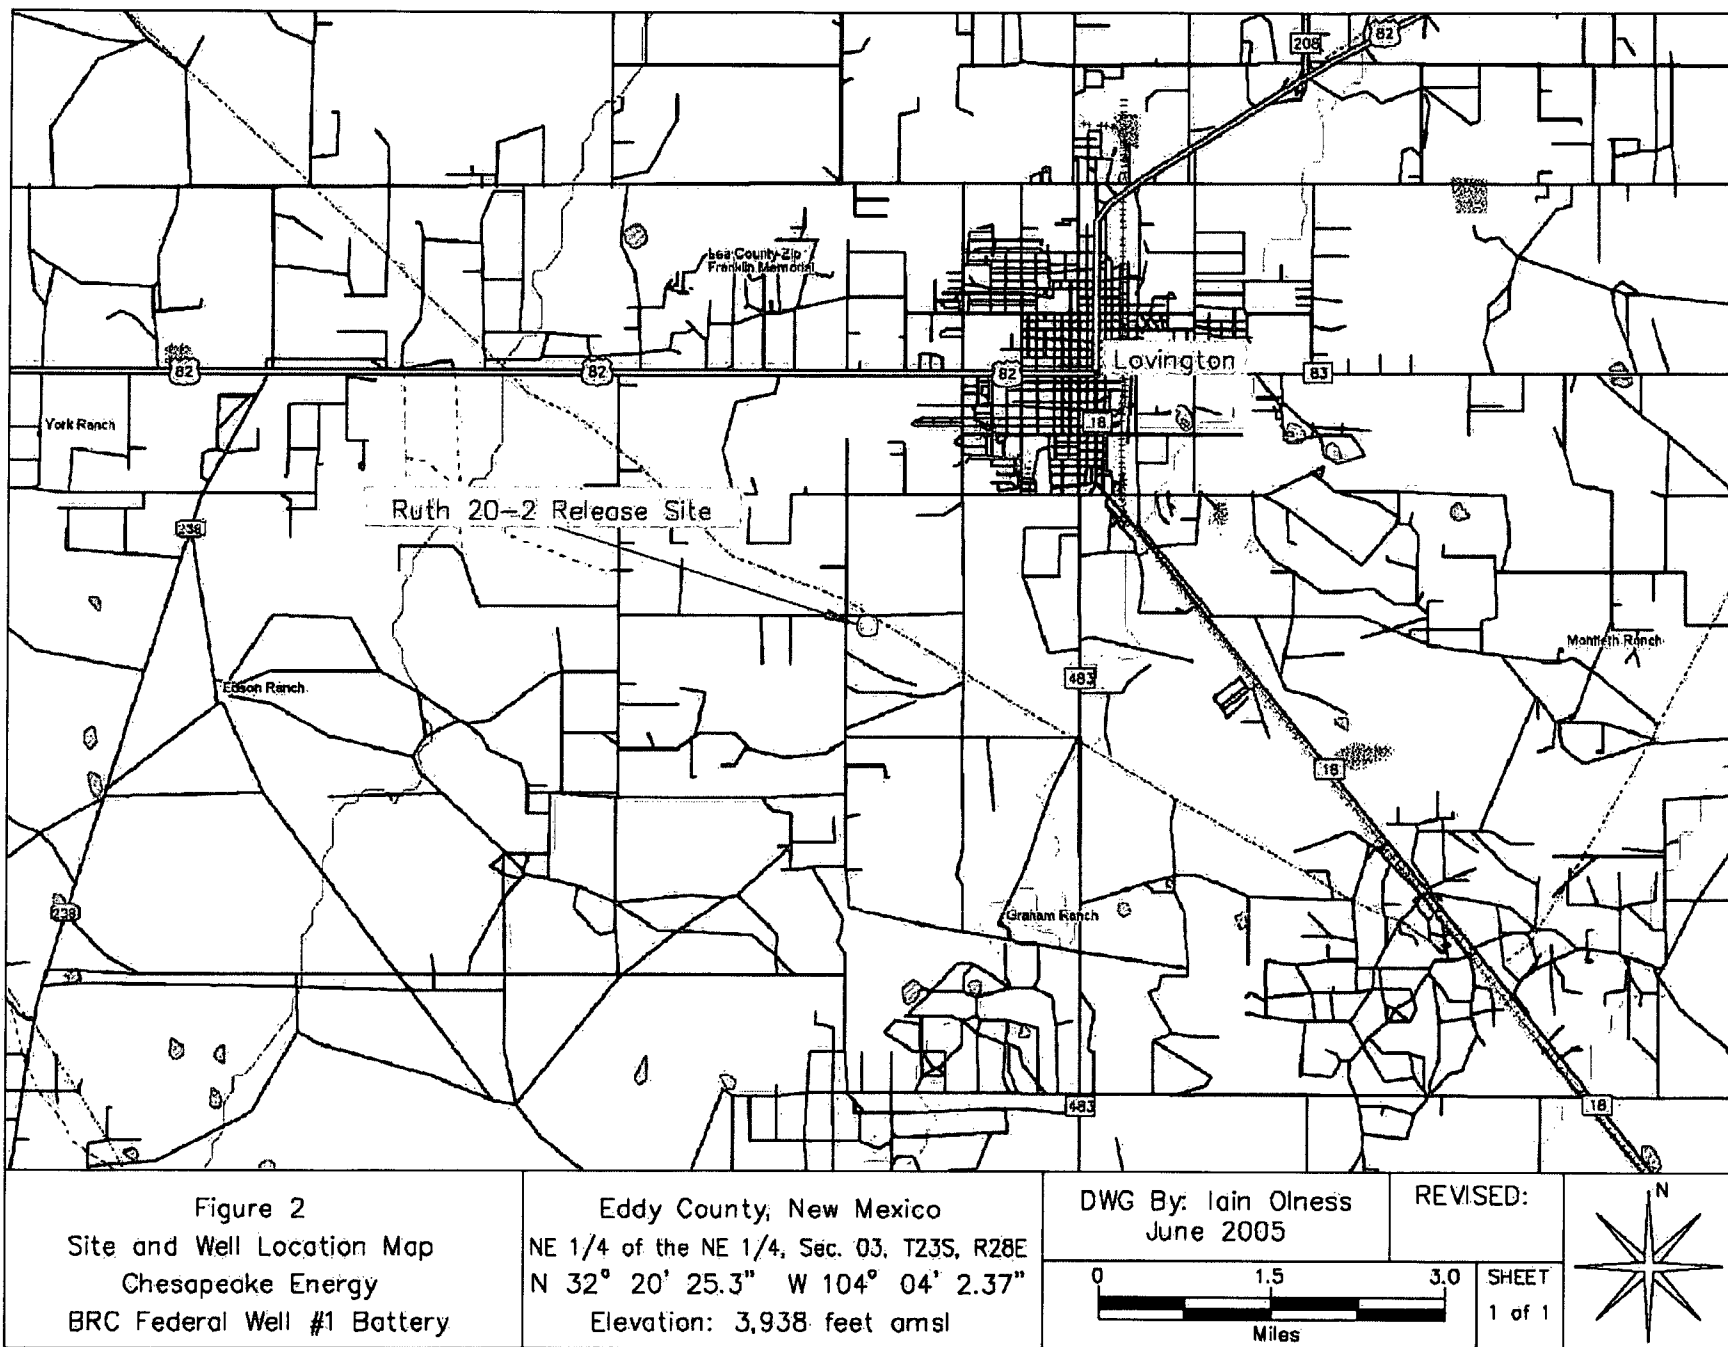 208
82
Lea County-Zip
Franklin Memorial
82
82
82
Lovington
83
York Ranch
18
Ruth 20-2 Release Site
238
Monteith Ranch
483
Edson Ranch
18
238
Graham Ranch
483
18
Figure 2
Site and Well Location Map
Chesapeake Energy
BRC Federal Well #1 Battery
Eddy County, New Mexico
NE 1/4 of the NE 1/4, Sec. 03, T23S, R28E
N 32° 20' 25.3" W 104° 04' 2.37"
Elevation: 3,938 feet amsl
DWG By: Iain Olness
June 2005
REVISED:
0 1.5 3.0
Miles
SHEET
1 of 1
N